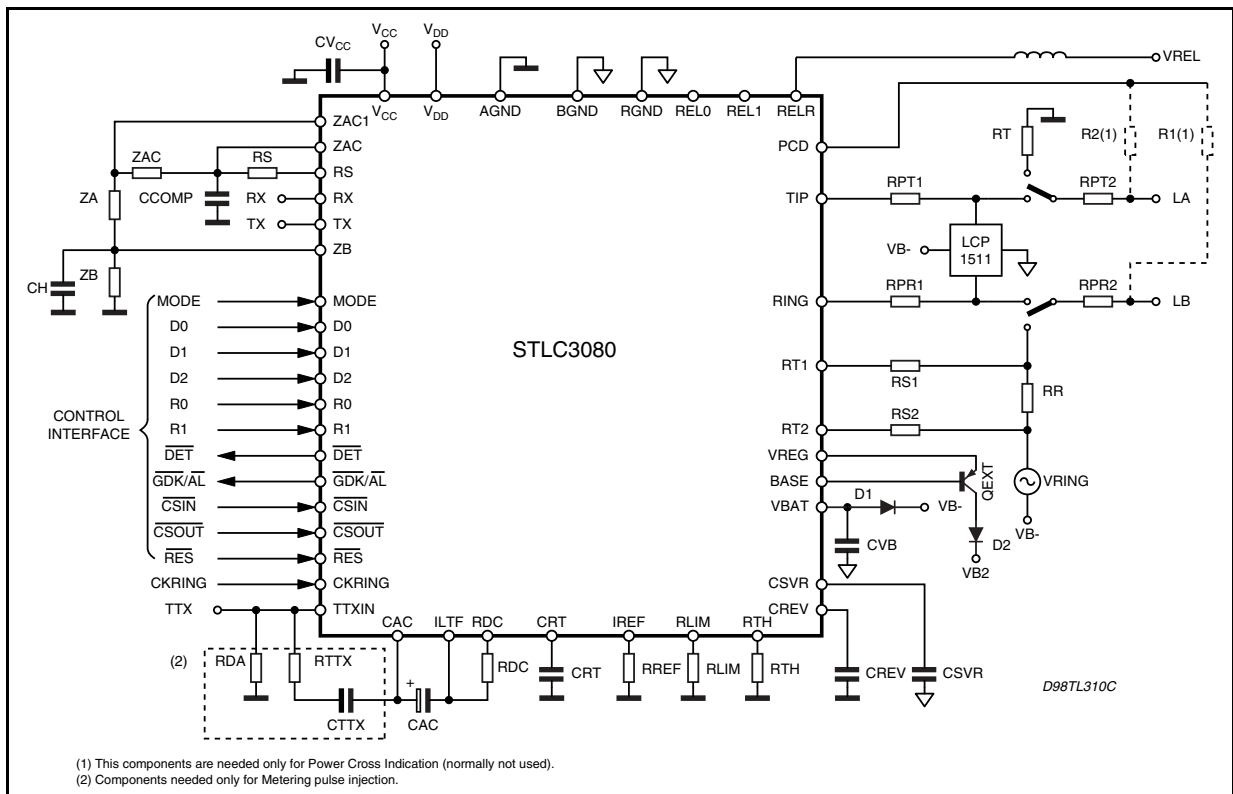 CVCC
VCC
VDD
VREL
VCC
VDD
AGND
BGND
RGND
REL0
REL1
RELR
ZAC1
ZAC
RS
RX
TX
ZB
ZAC
RS
ZA
CCOMP
RX
TX
CH
ZB
PCD
TIP
RING
RT
R2(1)
R1(1)
RPT1
RPT2
LA
VB-
LCP
1511
RPR1
RPR2
LB
STLC3080
CONTROL
INTERFACE
MODE
MODE
D0
D0
D1
D1
D2
D2
R0
R0
R1
R1
DET
DET
GDK/AL
GDK/AL
CSIN
CSIN
CSOUT
CSOUT
RES
RES
CKRING
CKRING
TTX
TTXIN
RT1
RS1
RR
RT2
RS2
VREG
BASE
QEXT
VRING
VB-
VBAT
D1
VB-
CVB
D2
VB2
CSVR
CREV
CAC
ILTF
RDC
CRT
IREF
RLIM
RTH
(2)
RDA
RTTX
CTTX
+
CAC
RDC
CRT
RREF
RLIM
RTH
CREV
CSVR
D98TL310C
(1) This components are needed only for Power Cross Indication (normally not used).
(2) Components needed only for Metering pulse injection.